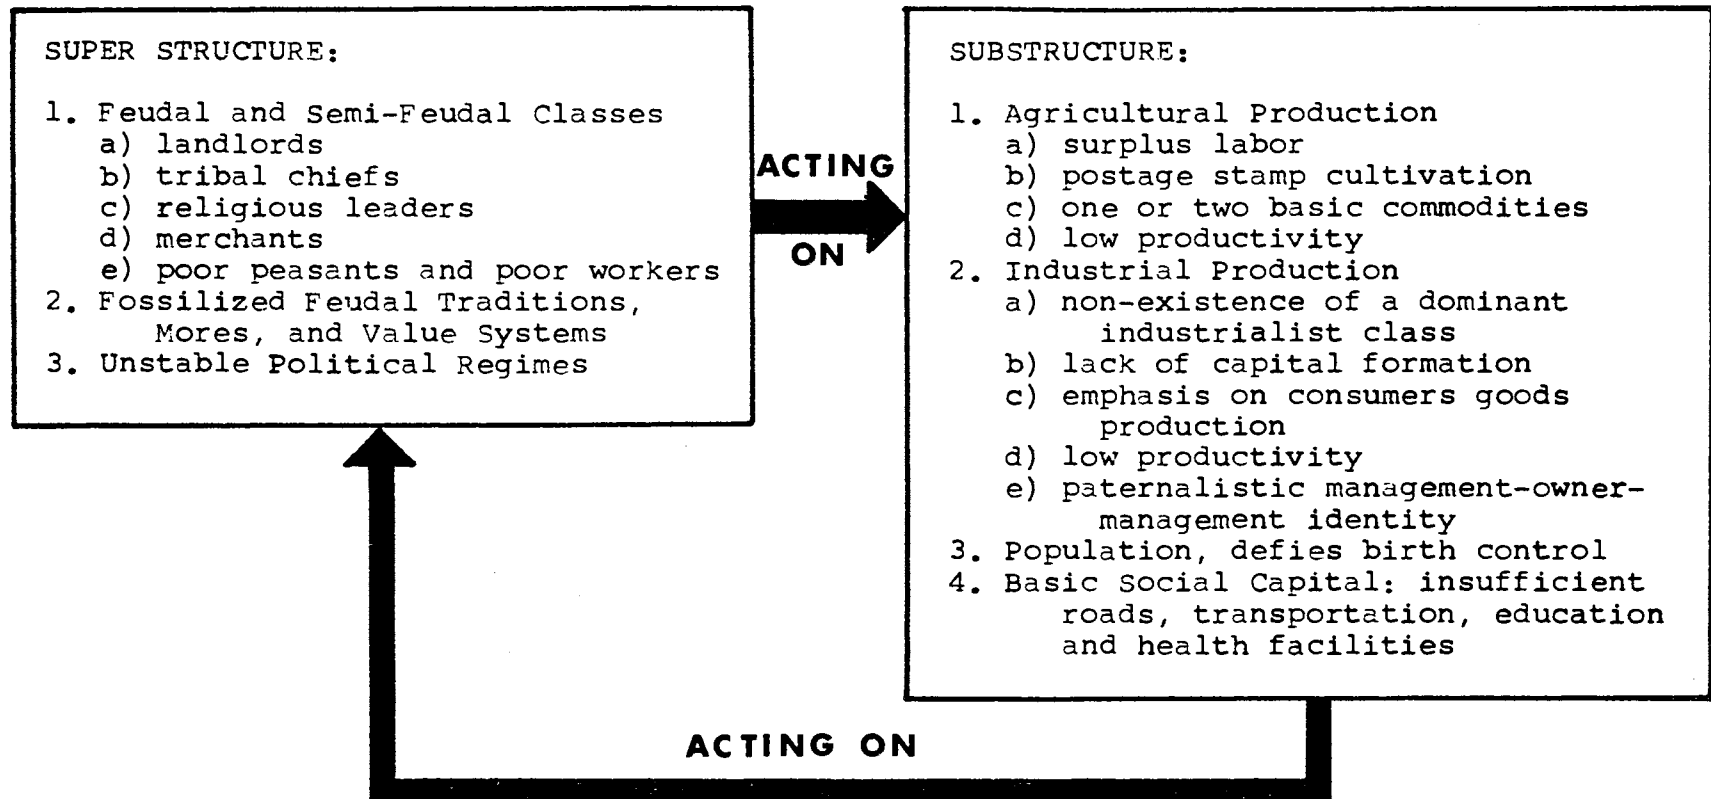 SUPER STRUCTURE:
1. Feudal and Semi-Feudal Classes
a) landlords
b) tribal chiefs
c) religious leaders
d) merchants
e) poor peasants and poor workers
2. Fossilized Feudal Traditions,
Mores, and Value Systems
3. Unstable Political Regimes
ACTING
ON
SUBSTRUCTURE:
1. Agricultural Production
a) surplus labor
b) postage stamp cultivation
c) one or two basic commodities
d) low productivity
2. Industrial Production
a) non-existence of a dominant
industrialist class
b) lack of capital formation
c) emphasis on consumers goods
production
d) low productivity
e) paternalistic management-owner-
management identity
3. Population, defies birth control
4. Basic Social Capital: insufficient
roads, transportation, education
and health facilities
ACTING ON